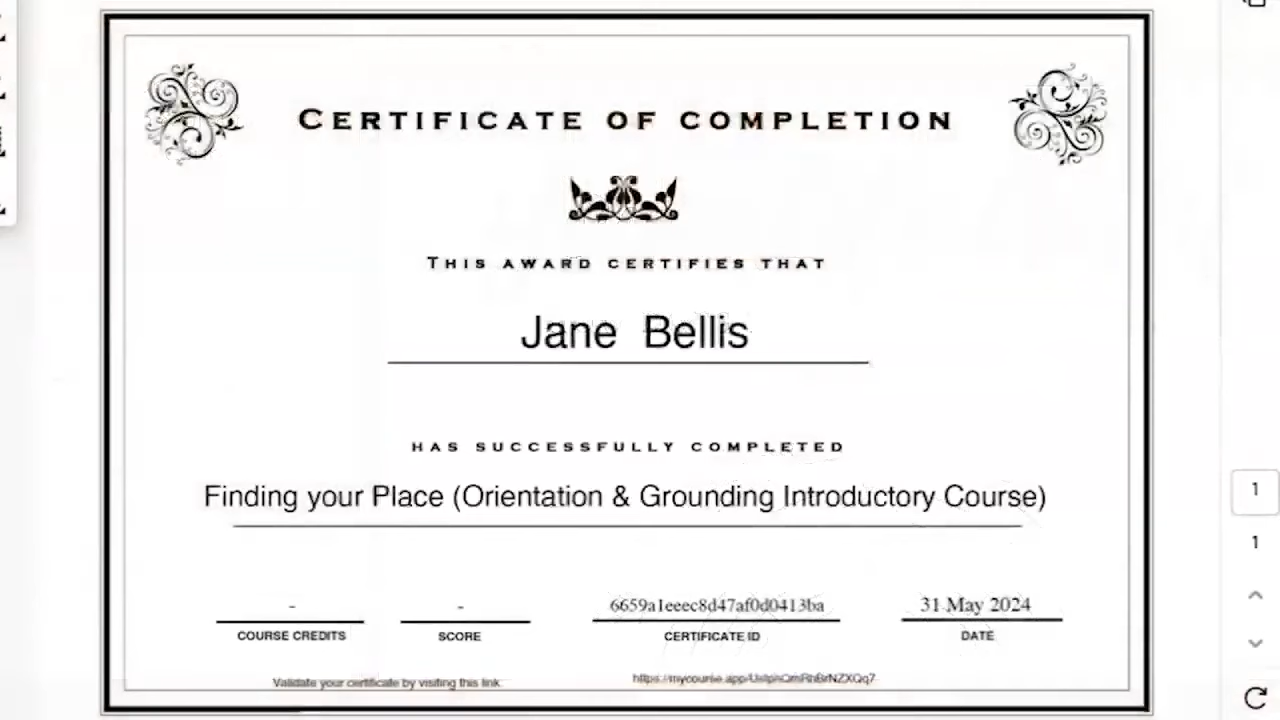 CERTIFICATE OF COMPLETION
THIS AWARD CERTIFIES THAT
Jane Bellis
HAS SUCCESSFULLY COMPLETED
Finding your Place (Orientation & Grounding Introductory Course)
- - 6659a1eeec8d47af0d0413ba 31 May 2024
COURSE CREDITS SCORE CERTIFICATE ID DATE
Validate your certificate by visiting this link
1
1